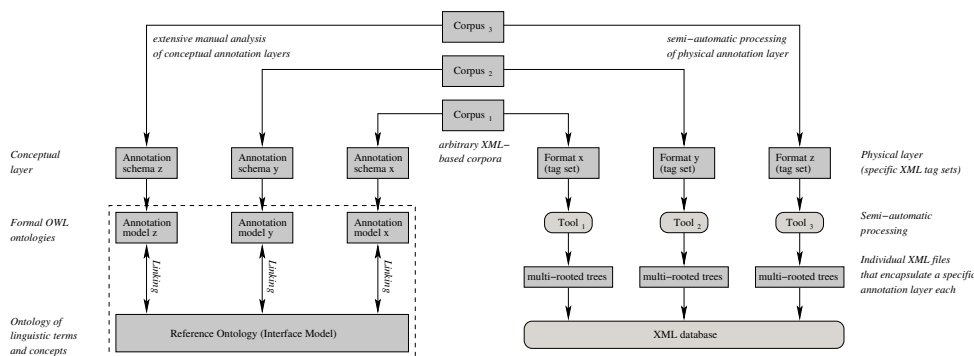 Corpus 3
extensive manual analysis
of conceptual annotation layers
semi−automatic processing
of physical annotation layer
Corpus 2
Corpus 1
arbitrary XML−
based corpora
Conceptual
layer
Annotation
schema z
Annotation
schema y
Annotation
schema x
Format x
(tag set)
Format y
(tag set)
Format z
(tag set)
Physical layer
(specific XML tag sets)
Formal OWL
ontologies
Annotation
model z
Annotation
model y
Annotation
model x
Tool 1
Tool 2
Tool 3
Semi−automatic
processing
Linking
Linking
Linking
multi−rooted trees
multi−rooted trees
multi−rooted trees
Individual XML files
that encapsulate a specific
annotation layer each
Ontology of
linguistic terms
and concepts
Reference Ontology (Interface Model)
XML database